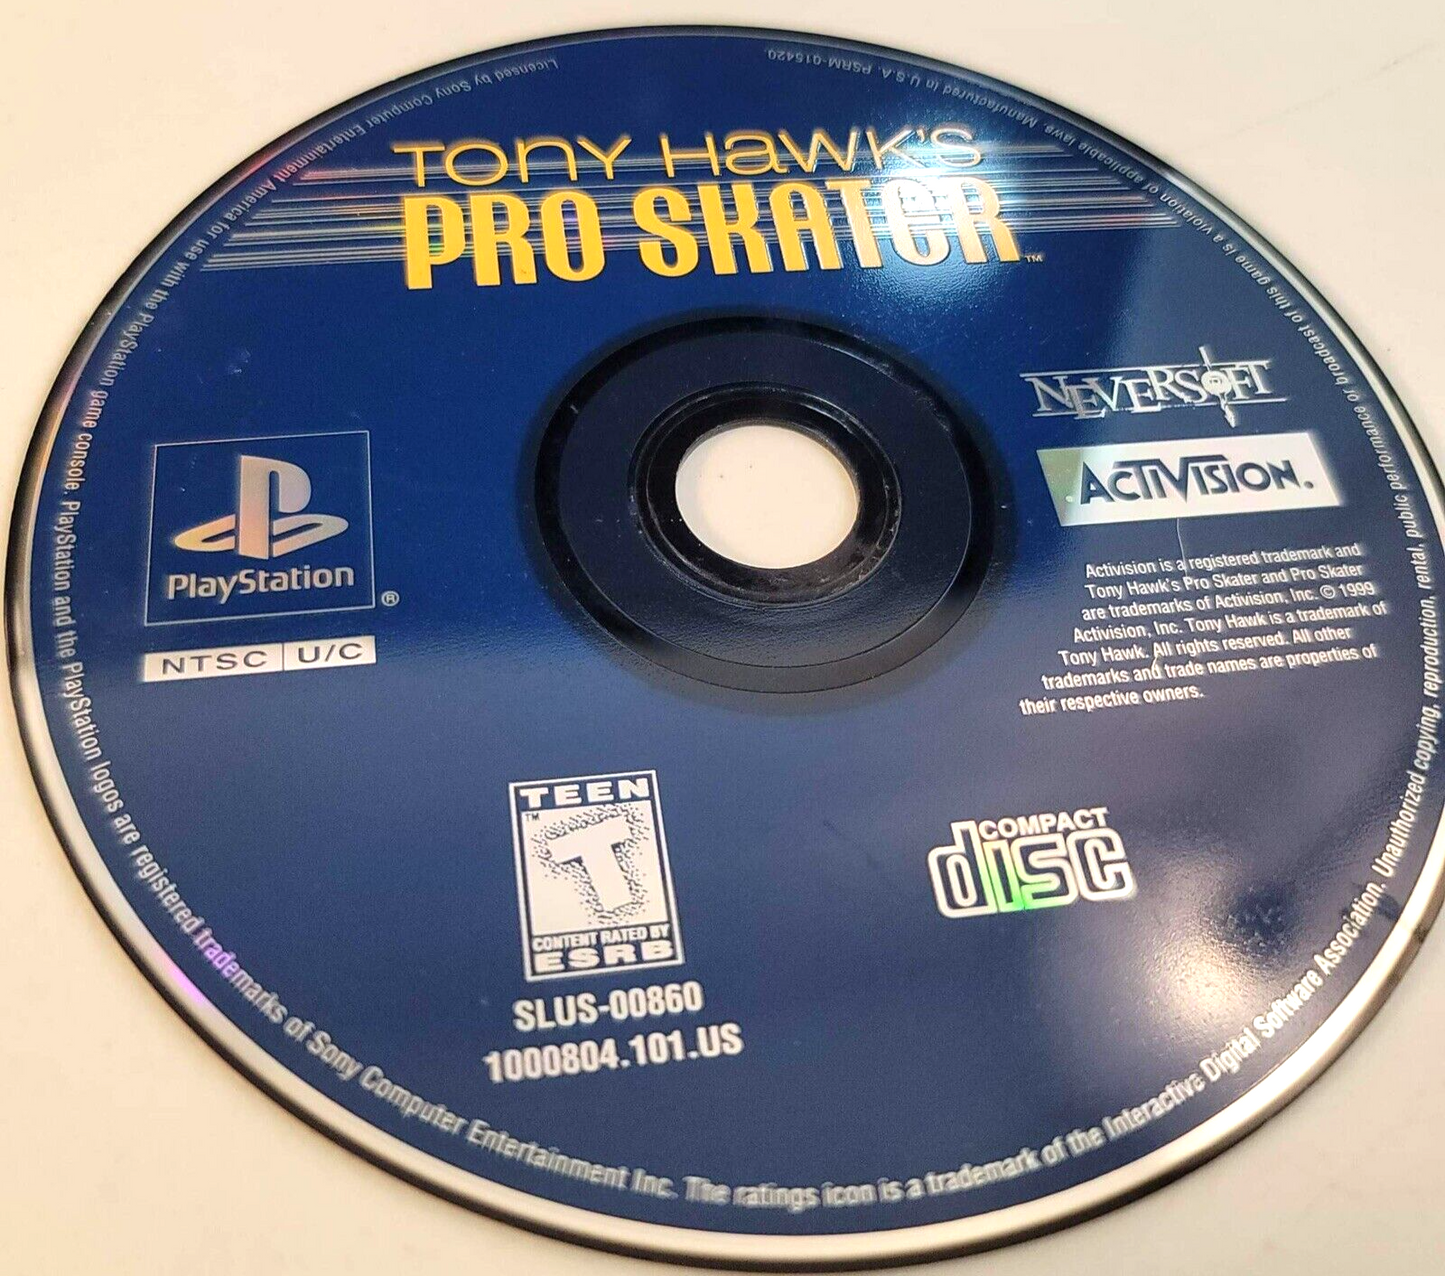 TONY HAWK'S
PRO SKATER™
NEVERSOFT
ACTIVISION.
PlayStation®
NTSC U/C
Activision is a registered trademark and
Tony Hawk's Pro Skater and Pro Skater
are trademarks of Activision, Inc. © 1999
Activision, Inc. Tony Hawk is a trademark of
Tony Hawk. All rights reserved. All other
trademarks and trade names are properties of
their respective owners.
TEEN
™
T
CONTENT RATED BY
ESRB
COMPACT
disc
SLUS-00860
1000804.101.US
Licensed by Sony Computer Entertainment America for use with the PlayStation game console. PlayStation and the PlayStation logos are registered trademarks of Sony Computer Entertainment Inc. The ratings icon is a trademark of the Interactive Digital Software Association. Unauthorized copying, reproduction, rental, public performance or broadcast of this game is a violation of applicable laws. Manufactured in U.S.A. PSRM-015420.